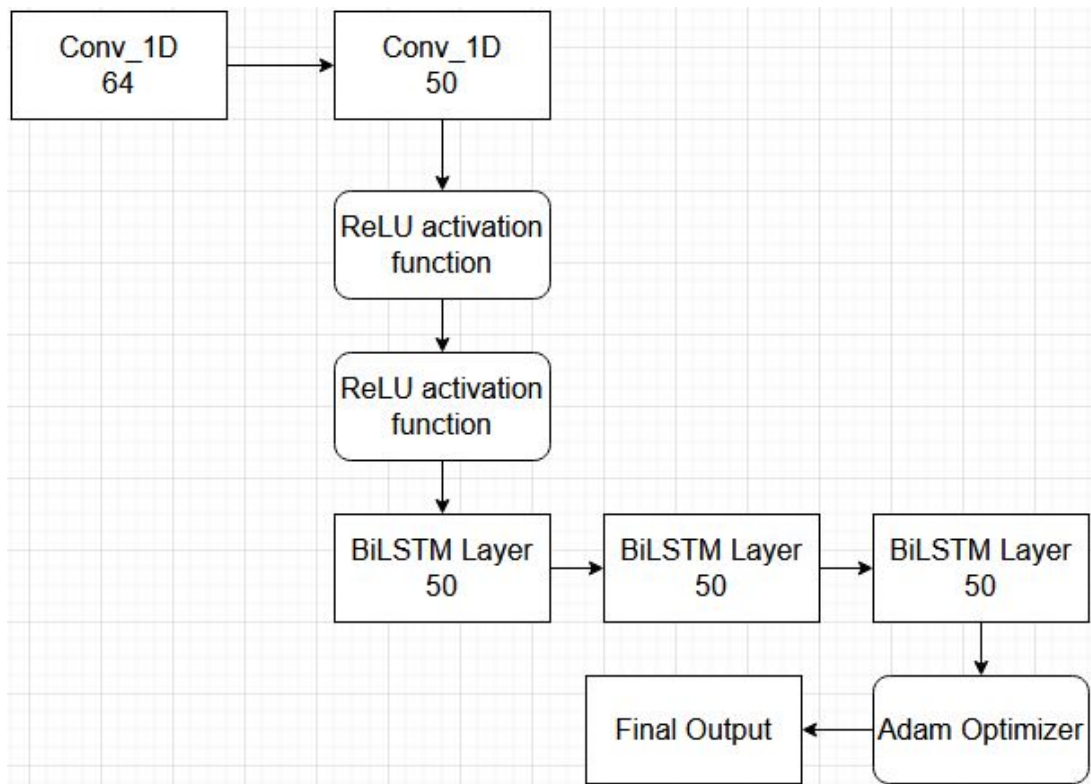 Conv_1D
64
Conv_1D
50
ReLU activation
function
ReLU activation
function
BiLSTM Layer
50
BiLSTM Layer
50
BiLSTM Layer
50
Adam Optimizer
Final Output